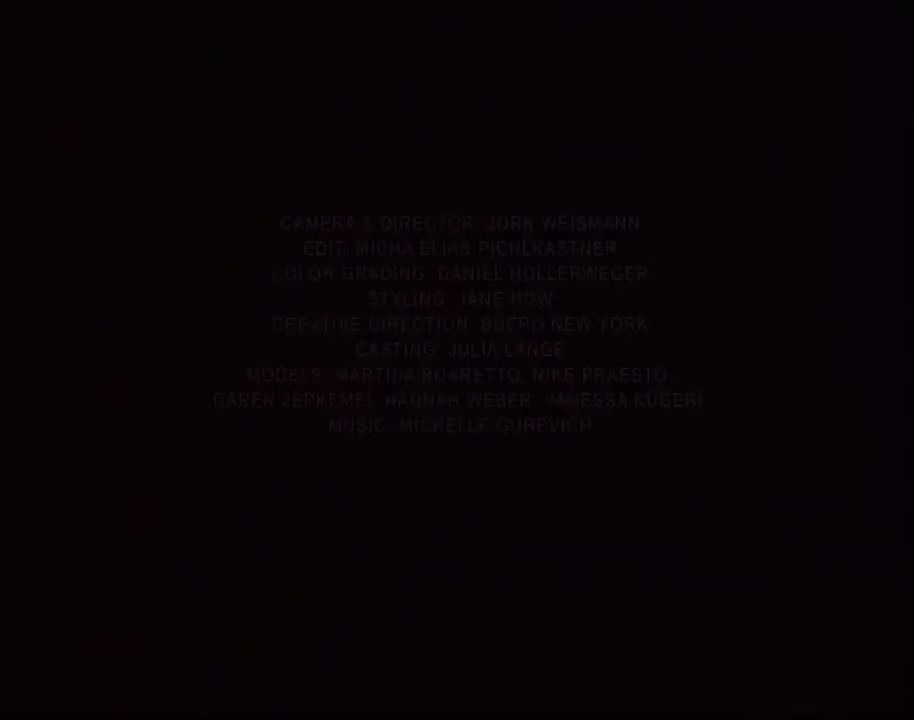 CAMERA & DIRECTOR: JORK WEISMANN
EDIT: MICHA ELIAS PICHLKASTNER
COLOR GRADING: DANIEL HOLLERWEGER
STYLING: JANE HOW
CREATIVE DIRECTION: BUERO NEW YORK
CASTING: JULIA LANGE
MODELS: MARTINA BOARETTO, NIKE PRAESTO
CAREN JEPKEMEI, HANNAH WEBER, VANESSA
MUSIC: MICHELLE GUREVICH